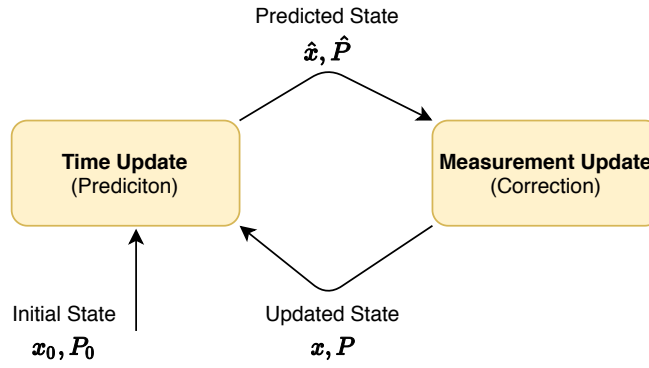 Predicted State
x̂, P̂
Time Update
(Prediciton)
Measurement Update
(Correction)
Initial State
x₀, P₀
Updated State
x, P